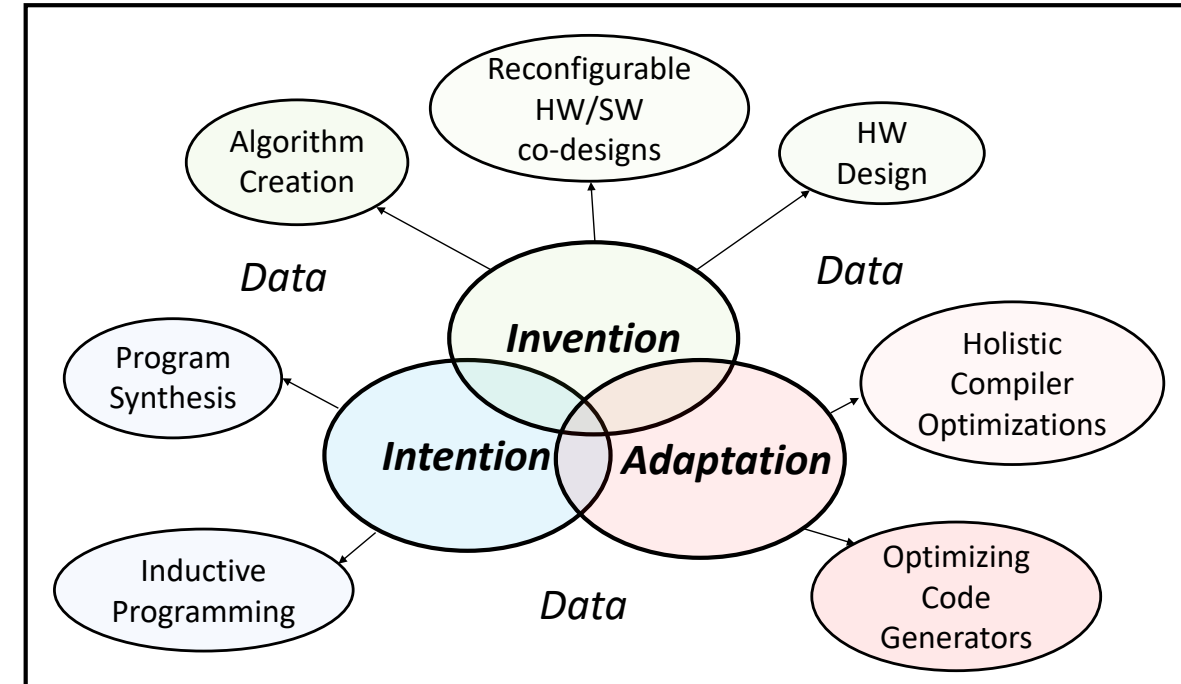 Reconfigurable
HW/SW
co-designs
Algorithm
Creation
HW
Design
Data
Data
Invention
Program
Synthesis
Holistic
Compiler
Optimizations
Intention
Adaptation
Inductive
Programming
Data
Optimizing
Code
Generators